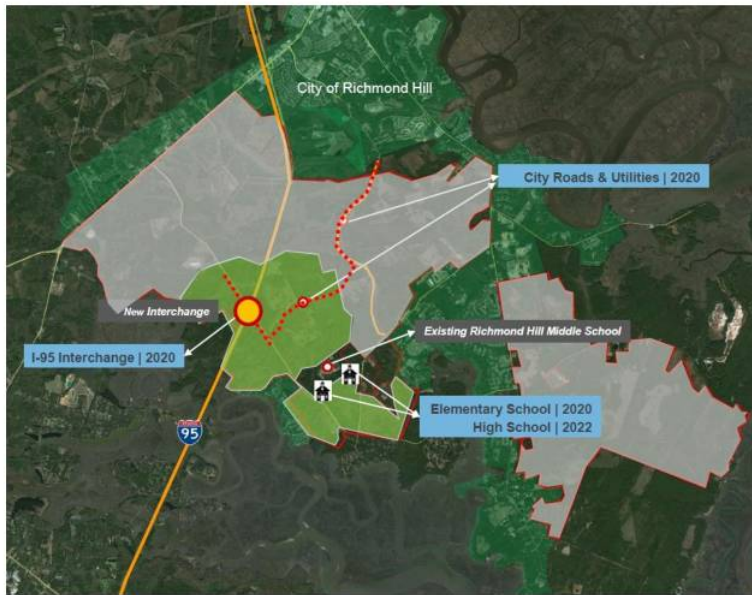 City of Richmond Hill
City Roads & Utilities | 2020
New Interchange
Existing Richmond Hill Middle School
I-95 Interchange | 2020
Elementary School | 2020
High School | 2022
95